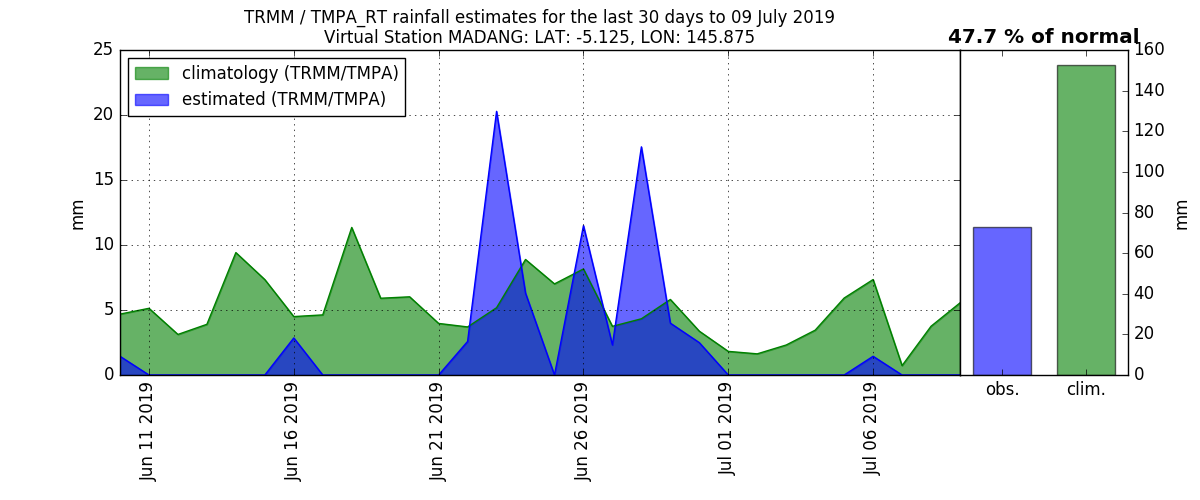 TRMM / TMPA_RT rainfall estimates for the last 30 days to 09 July 2019
Virtual Station MADANG: LAT: -5.125, LON: 145.875
47.7 % of normal
climatology (TRMM/TMPA)
estimated (TRMM/TMPA)
25
20
15
10
5
0
mm
160
140
120
100
80
60
40
20
0
mm
Jun 11 2019
Jun 16 2019
Jun 21 2019
Jun 26 2019
Jul 01 2019
Jul 06 2019
obs.
clim.